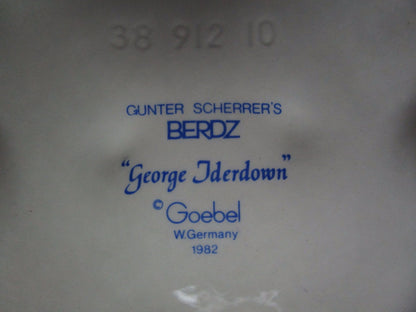 38 912 10
GUNTER SCHERRER'S
BERDZ
"George Iderdown"
© Goebel
W.Germany
1982